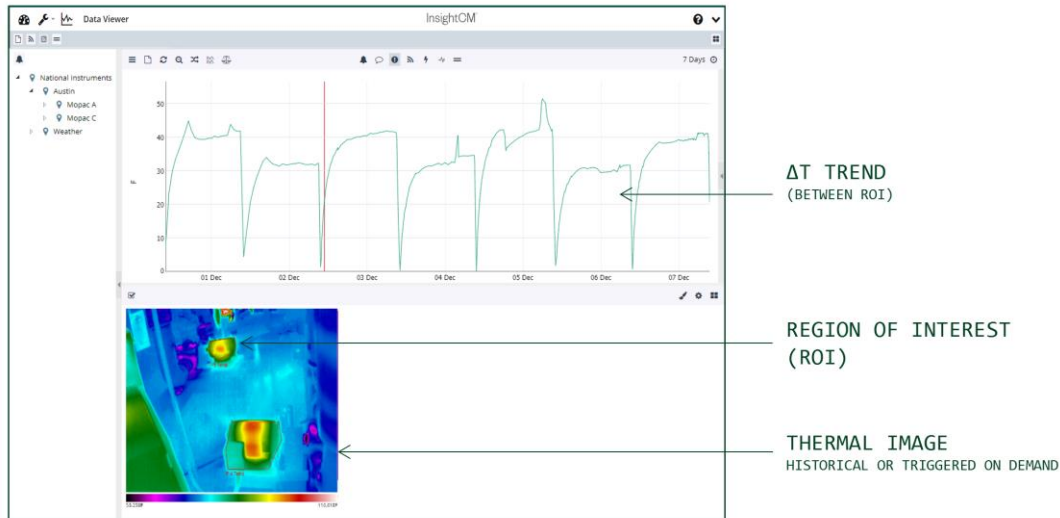 Data Viewer
InsightCM
7 Days
National Instruments
Austin
Mopac A
Mopac C
Weather
50
40
30
20
10
0
°F
01 Dec
02 Dec
03 Dec
04 Dec
05 Dec
06 Dec
07 Dec
ΔT TREND
(BETWEEN ROI)
REGION OF INTEREST
(ROI)
THERMAL IMAGE
HISTORICAL OR TRIGGERED ON DEMAND